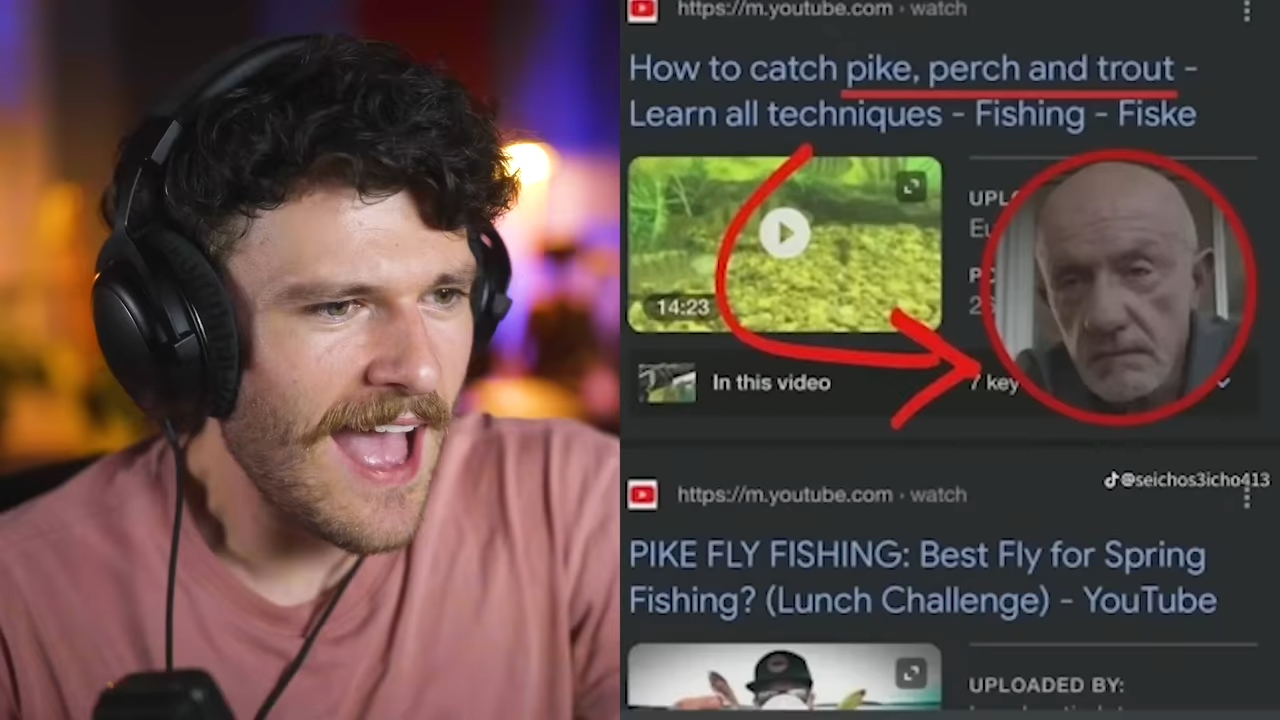 https://m.youtube.com › watch
How to catch pike, perch and trout -
Learn all techniques - Fishing - Fiske
14:23
In this video
7 key
@seichos3icho413
https://m.youtube.com › watch
PIKE FLY FISHING: Best Fly for Spring
Fishing? (Lunch Challenge) - YouTube
UPLOADED BY: